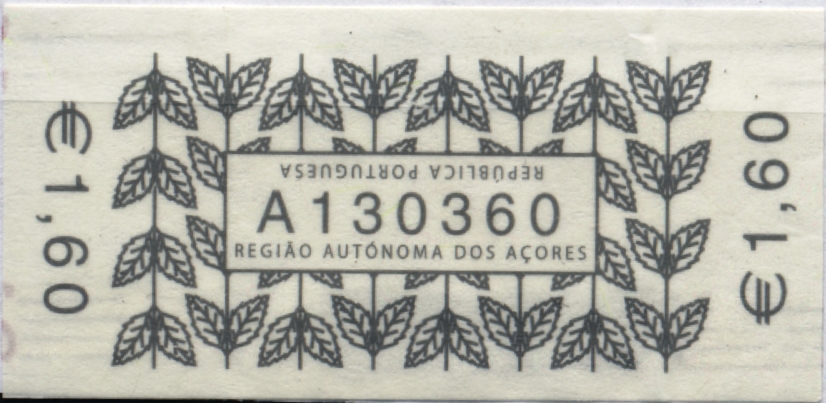 €1,60
REPÚBLICA PORTUGUESA
A130360
REGIÃO AUTÓNOMA DOS AÇORES
€1,60